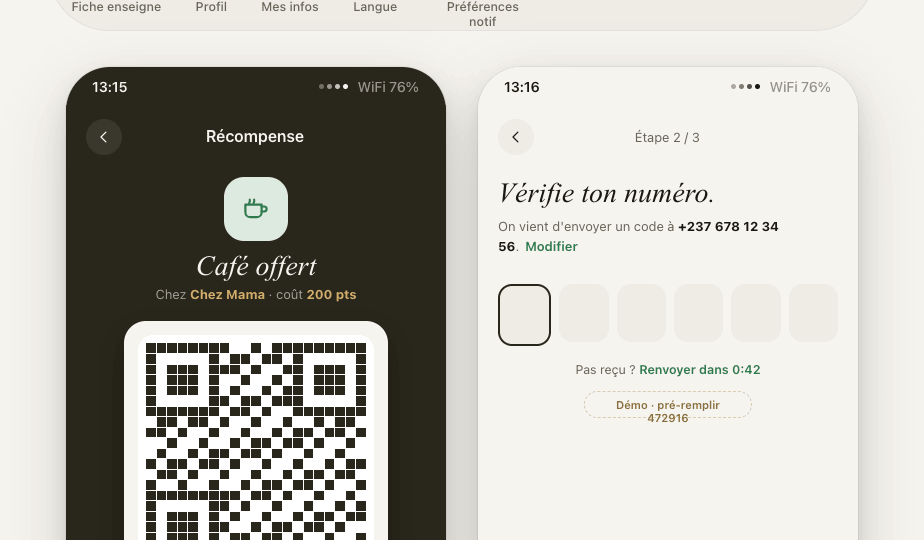 Fiche enseigne
Profil
Mes infos
Langue
Préférences
notif
13:15
WiFi 76%
Récompense
Café offert
Chez Chez Mama · coût 200 pts
13:16
WiFi 76%
Étape 2 / 3
Vérifie ton numéro.
On vient d'envoyer un code à +237 678 12 34
56. Modifier
Pas reçu ? Renvoyer dans 0:42
Démo · pré-remplir
472916